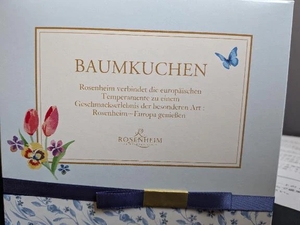 BAUMKUCHEN
Rosenheim verbindet die europäischen
Temperamente zu einem
Geschmackserlebnis der besonderen Art :
Rosenheim–Europa genießen
ROSENHEIM